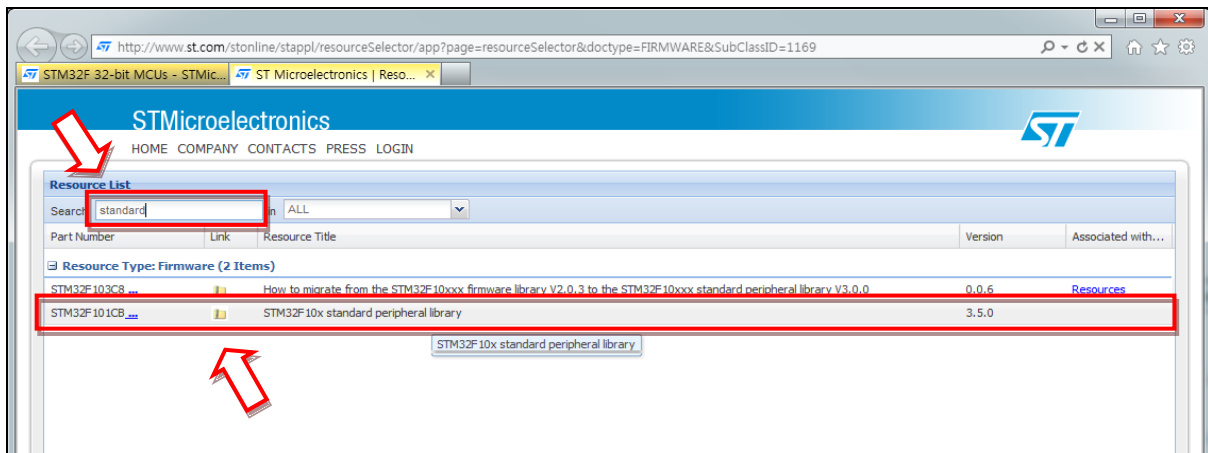 http://www.st.com/stonline/stappl/resourceSelector/app?page=resourceSelector&doctype=FIRMWARE&SubClassID=1169
STM32F 32-bit MCUs - STMic... ST Microelectronics | Reso...
STMicroelectronics
HOME COMPANY CONTACTS PRESS LOGIN
Resource List
Search standard in ALL
Part Number Link Resource Title Version Associated with...
Resource Type: Firmware (2 Items)
STM32F103C8 ... How to migrate from the STM32F10xxx firmware library V2.0.3 to the STM32F10xxx standard peripheral library V3.0.0 0.0.6 Resources
STM32F101CB ... STM32F10x standard peripheral library 3.5.0
STM32F10x standard peripheral library